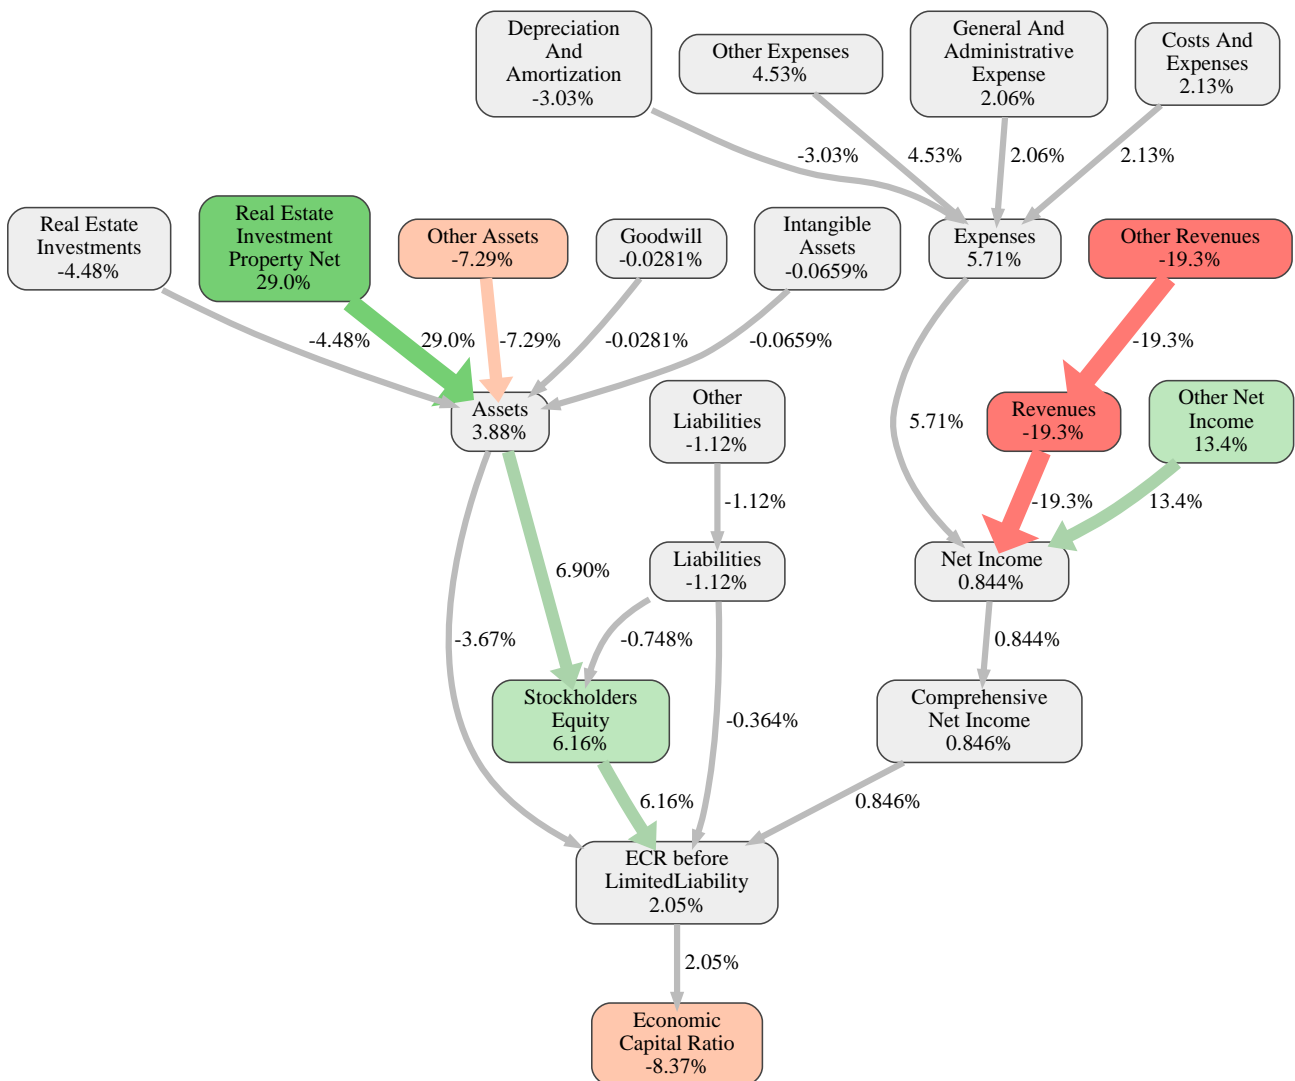 Depreciation
And
Amortization
-3.03%
Other Expenses
4.53%
General And
Administrative
Expense
2.06%
Costs And
Expenses
2.13%
-3.03%
4.53%
2.06%
2.13%
Real Estate
Investments
-4.48%
Real Estate
Investment
Property Net
29.0%
Other Assets
-7.29%
Goodwill
-0.0281%
Intangible
Assets
-0.0659%
Expenses
5.71%
Other Revenues
-19.3%
-4.48%
29.0%
-7.29%
-0.0281%
-0.0659%
-19.3%
Assets
3.88%
Other
Liabilities
-1.12%
5.71%
Revenues
-19.3%
Other Net
Income
13.4%
-1.12%
-19.3%
13.4%
6.90%
Liabilities
-1.12%
Net Income
0.844%
-3.67%
-0.748%
0.844%
Stockholders
Equity
6.16%
-0.364%
Comprehensive
Net Income
0.846%
6.16%
0.846%
ECR before
LimitedLiability
2.05%
2.05%
Economic
Capital Ratio
-8.37%